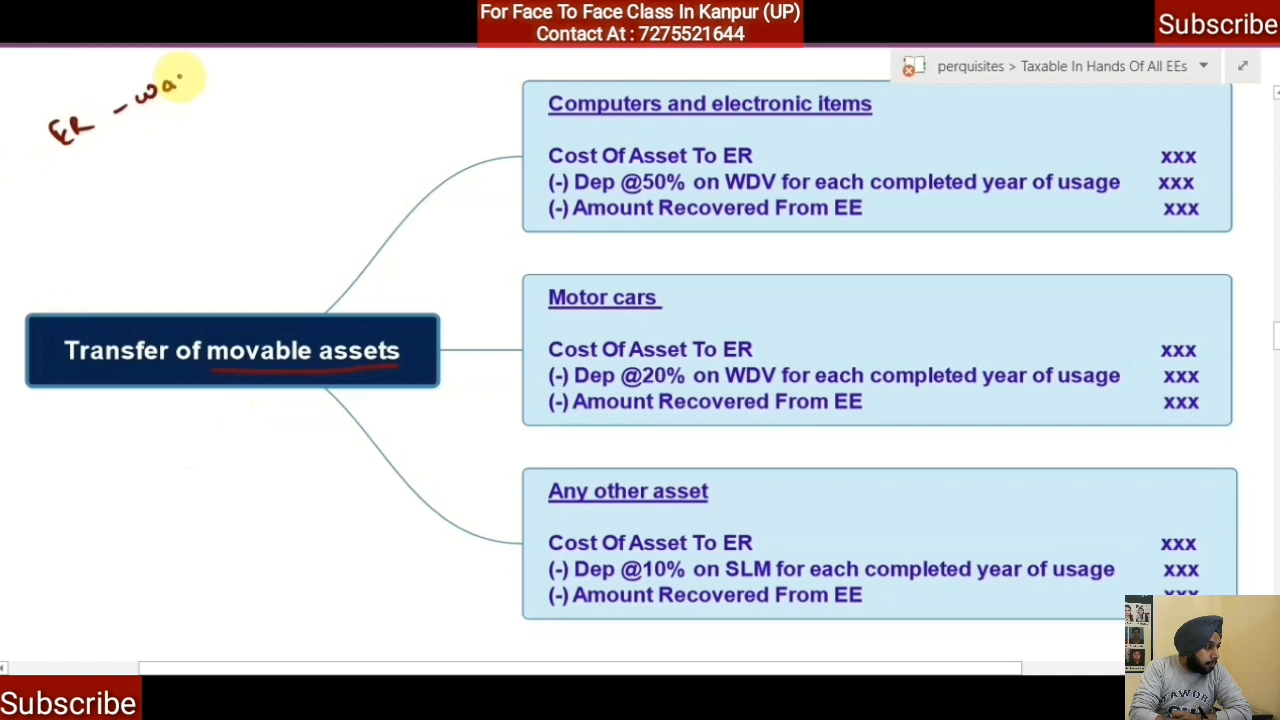 For Face To Face Class In Kanpur (UP)
Contact At : 7275521644
Subscribe
perquisites > Taxable In Hands Of All EEs
ER - wa
Computers and electronic items
Cost Of Asset To ER xxx
(-) Dep @50% on WDV for each completed year of usage xxx
(-) Amount Recovered From EE xxx
Transfer of movable assets
Motor cars
Cost Of Asset To ER xxx
(-) Dep @20% on WDV for each completed year of usage xxx
(-) Amount Recovered From EE xxx
Any other asset
Cost Of Asset To ER xxx
(-) Dep @10% on SLM for each completed year of usage xxx
(-) Amount Recovered From EE xxx
Subscribe